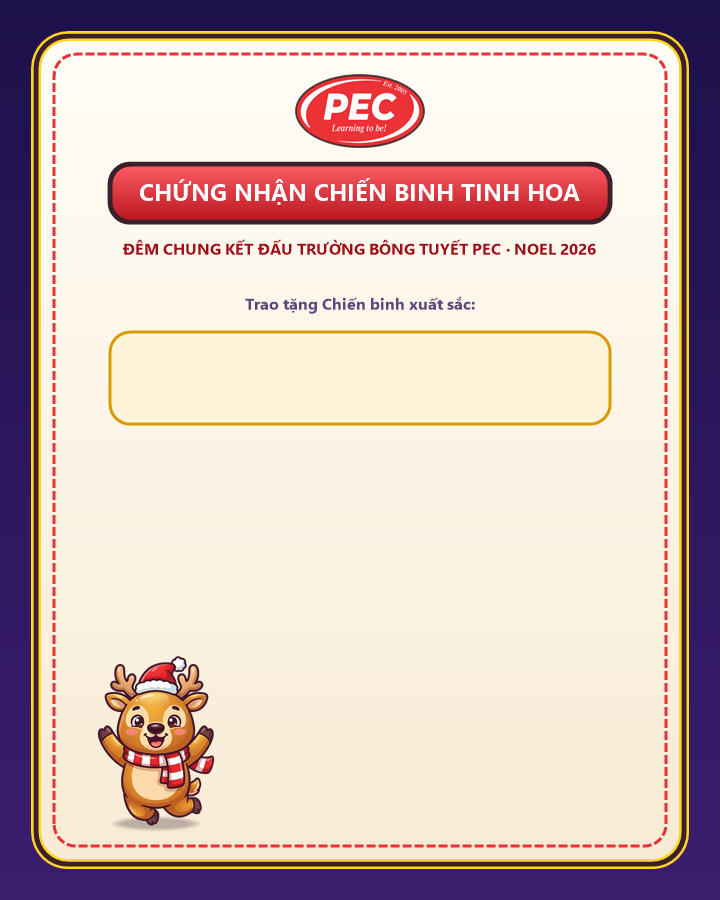 Est. 2005
PEC
Learning to be!
CHỨNG NHẬN CHIẾN BINH TINH HOA
ĐÊM CHUNG KẾT ĐẤU TRƯỜNG BÔNG TUYẾT PEC · NOEL 2026
Trao tặng Chiến binh xuất sắc: